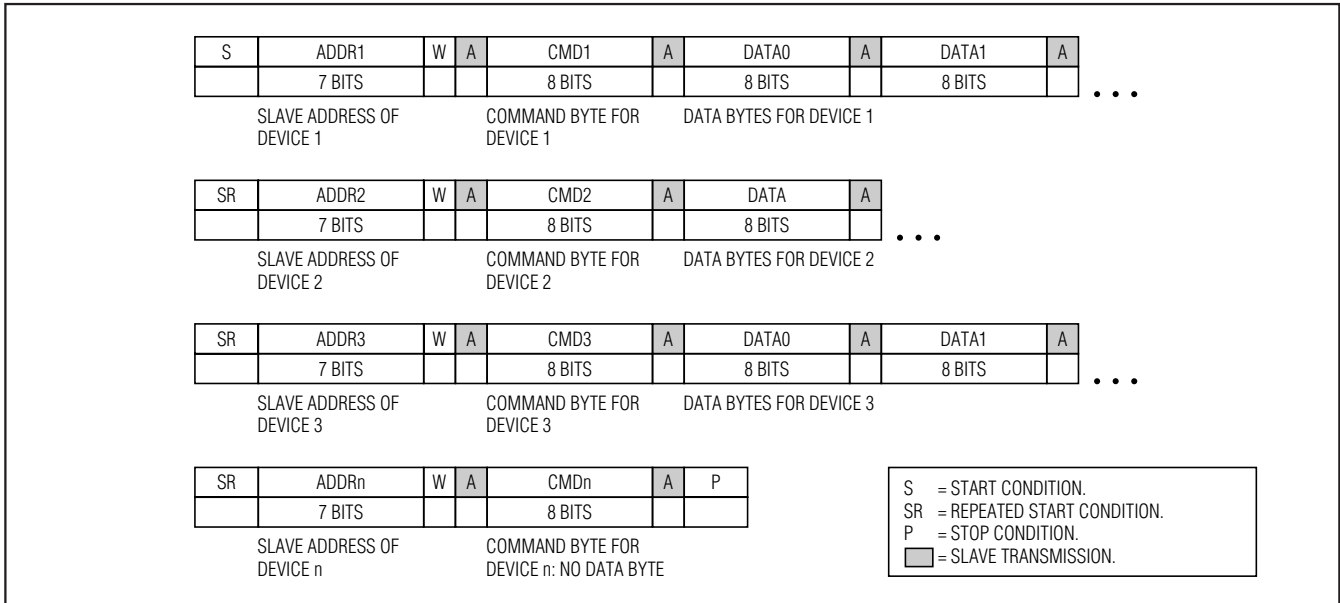 S ADDR1 W A CMD1 A DATA0 A DATA1 A
7 BITS 8 BITS 8 BITS 8 BITS
SLAVE ADDRESS OF COMMAND BYTE FOR DATA BYTES FOR DEVICE 1
DEVICE 1 DEVICE 1
SR ADDR2 W A CMD2 A DATA A
7 BITS 8 BITS 8 BITS
SLAVE ADDRESS OF COMMAND BYTE FOR DATA BYTES FOR DEVICE 2
DEVICE 2 DEVICE 2
SR ADDR3 W A CMD3 A DATA0 A DATA1 A
7 BITS 8 BITS 8 BITS 8 BITS
SLAVE ADDRESS OF COMMAND BYTE FOR DATA BYTES FOR DEVICE 3
DEVICE 3 DEVICE 3
SR ADDRn W A CMDn A P
7 BITS 8 BITS
SLAVE ADDRESS OF COMMAND BYTE FOR
DEVICE n DEVICE n: NO DATA BYTE
S = START CONDITION.
SR = REPEATED START CONDITION.
P = STOP CONDITION.
= SLAVE TRANSMISSION.